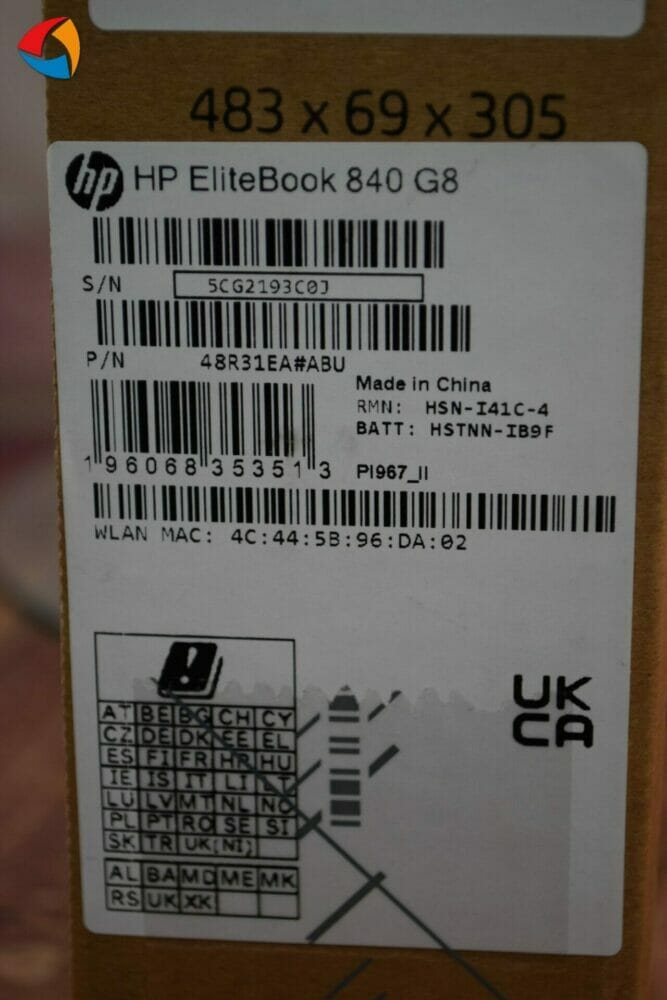 483 x 69 x 305
hp HP EliteBook 840 G8
S/N 5CG2193C0J
P/N 48R31EA#ABU
Made in China
RMN: HSN-I41C-4
BATT: HSTNN-IB9F
1 96068 35351 3 PI967_II
WLAN MAC: 4C:44:5B:96:DA:02
!
UK
CA
AT BE BG CH CY
CZ DE DK EE EL
ES FI FR HR HU
IE IS IT LI LT
LU LV MT NL NO
PL PT RO SE SI
SK TR UK(NI)
AL BA MD ME MK
RS UK XK